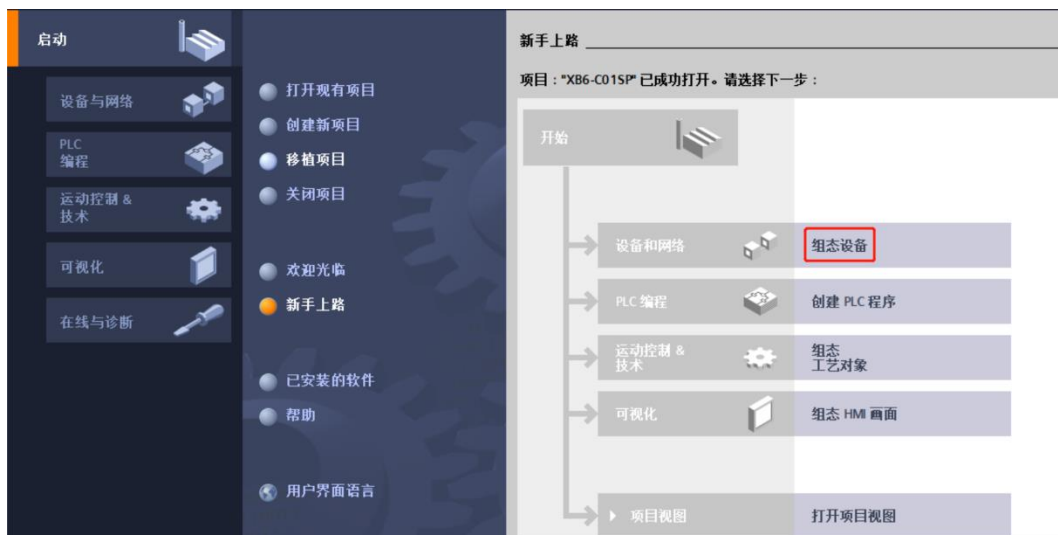 启动
设备与网络
PLC
编程
运动控制 &
技术
可视化
在线与诊断
打开现有项目
创建新项目
移植项目
关闭项目
欢迎光临
新手上路
已安装的软件
帮助
用户界面语言
新手上路
项目："XB6-C01SP" 已成功打开。请选择下一步：
开始
设备和网络
组态设备
PLC 编程
创建 PLC 程序
运动控制 &
技术
组态
工艺对象
可视化
组态 HMI 画面
项目视图
打开项目视图